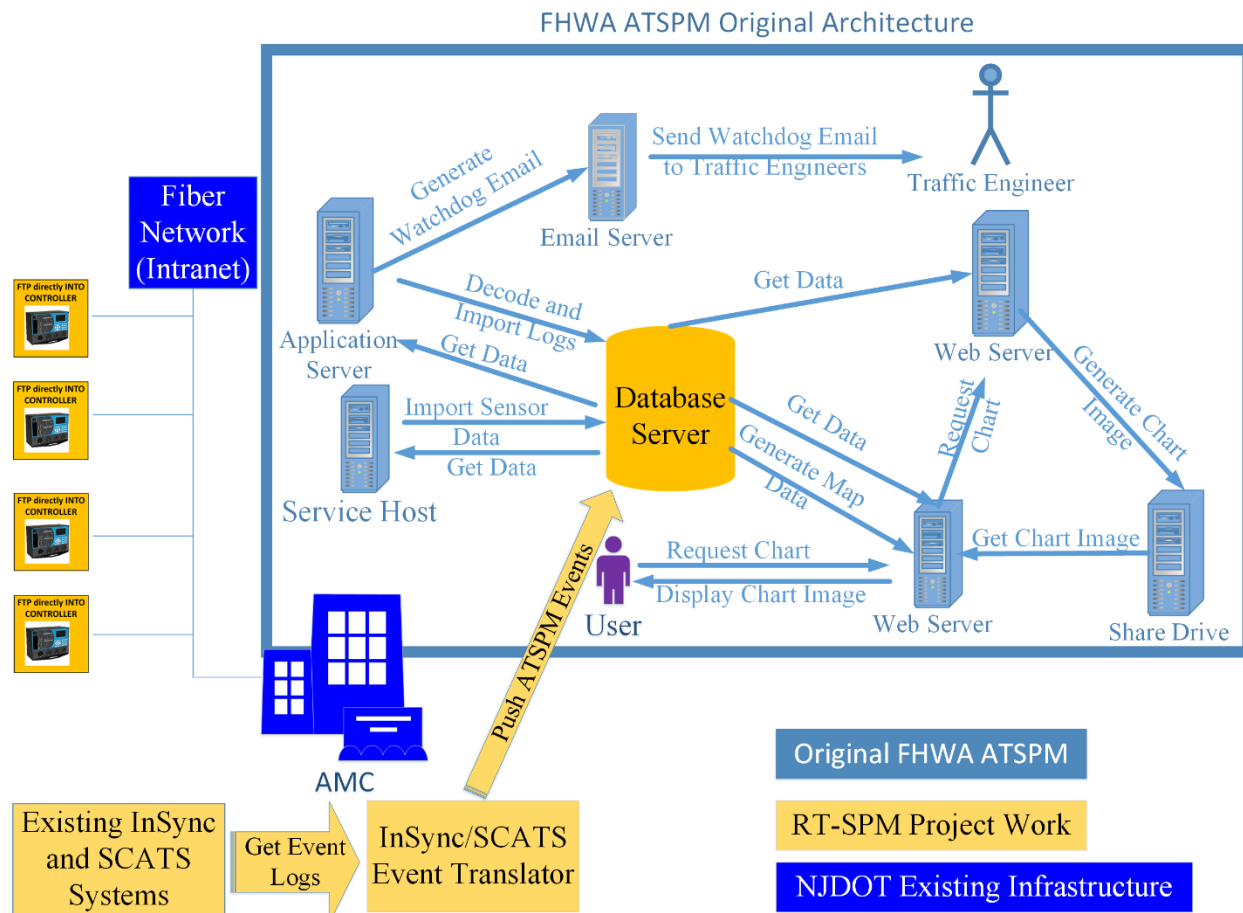 FHWA ATSPM Original Architecture
Fiber
Network
(Intranet)
FTP directly INTO
CONTROLLER
FTP directly INTO
CONTROLLER
FTP directly INTO
CONTROLLER
FTP directly INTO
CONTROLLER
Generate
Watchdog Email
Send Watchdog Email
to Traffic Engineers
Email Server
Traffic Engineer
Application
Server
Decode and
Import Logs
Get Data
Get Data
Web Server
Import Sensor
Data
Get Data
Service Host
Database
Server
Get Data
Generate Map
Data
Request
Chart
Generate Chart
Image
Get Chart Image
Request Chart
Display Chart Image
User
Web Server
Share Drive
Push ATSPM Events
AMC
Existing InSync
and SCATS
Systems
Get Event
Logs
InSync/SCATS
Event Translator
Original FHWA ATSPM
RT-SPM Project Work
NJDOT Existing Infrastructure